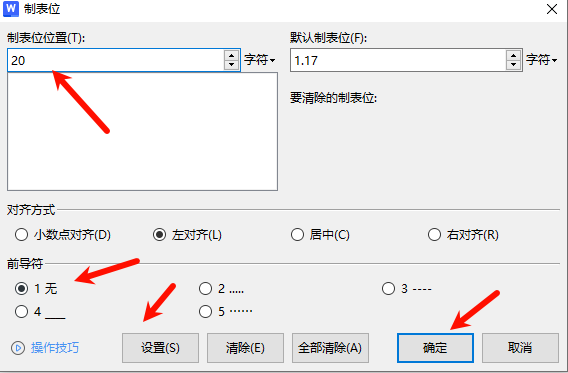 W 制表位
制表位位置(T): 默认制表位(F):
20 字符 1.17 字符
要清除的制表位:
对齐方式
小数点对齐(D) 左对齐(L) 居中(C) 右对齐(R)
前导符
1 无 2 ..... 3 ----
4 ___ 5 ······
操作技巧 设置(S) 清除(E) 全部清除(A) 确定 取消